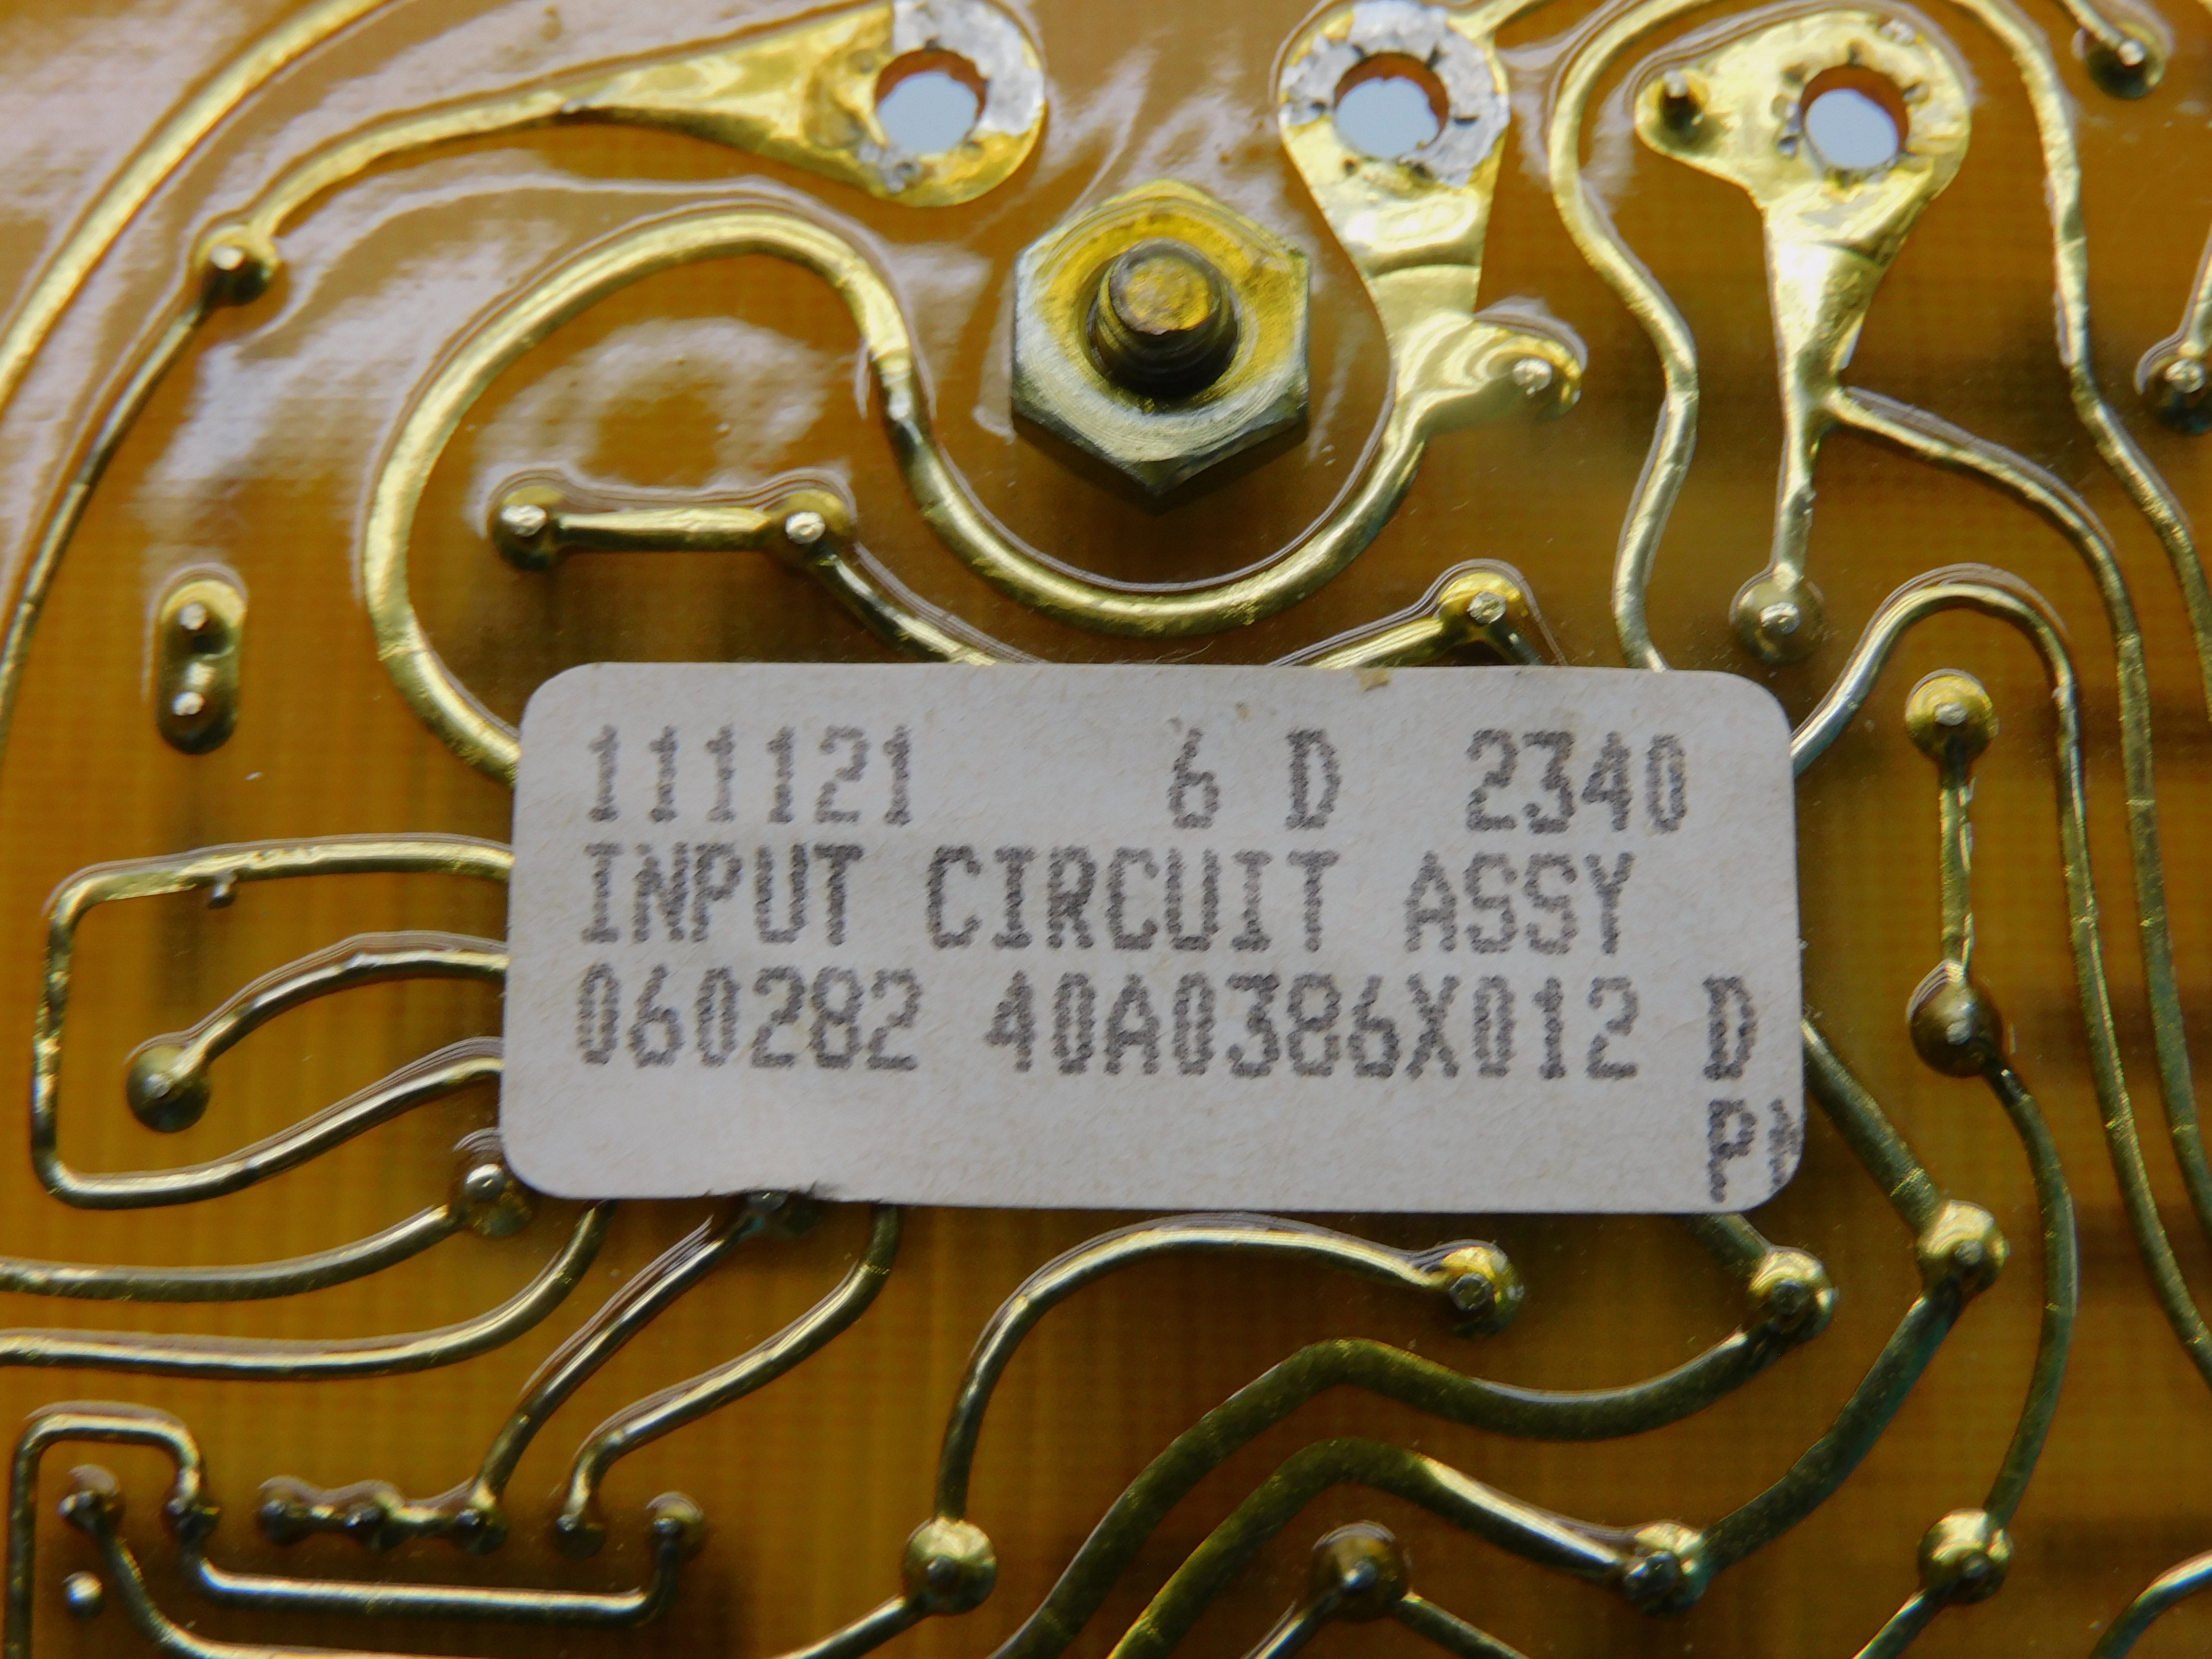 111121 6 D 2340
INPUT CIRCUIT ASSY
060282 40A0386X012 D
P